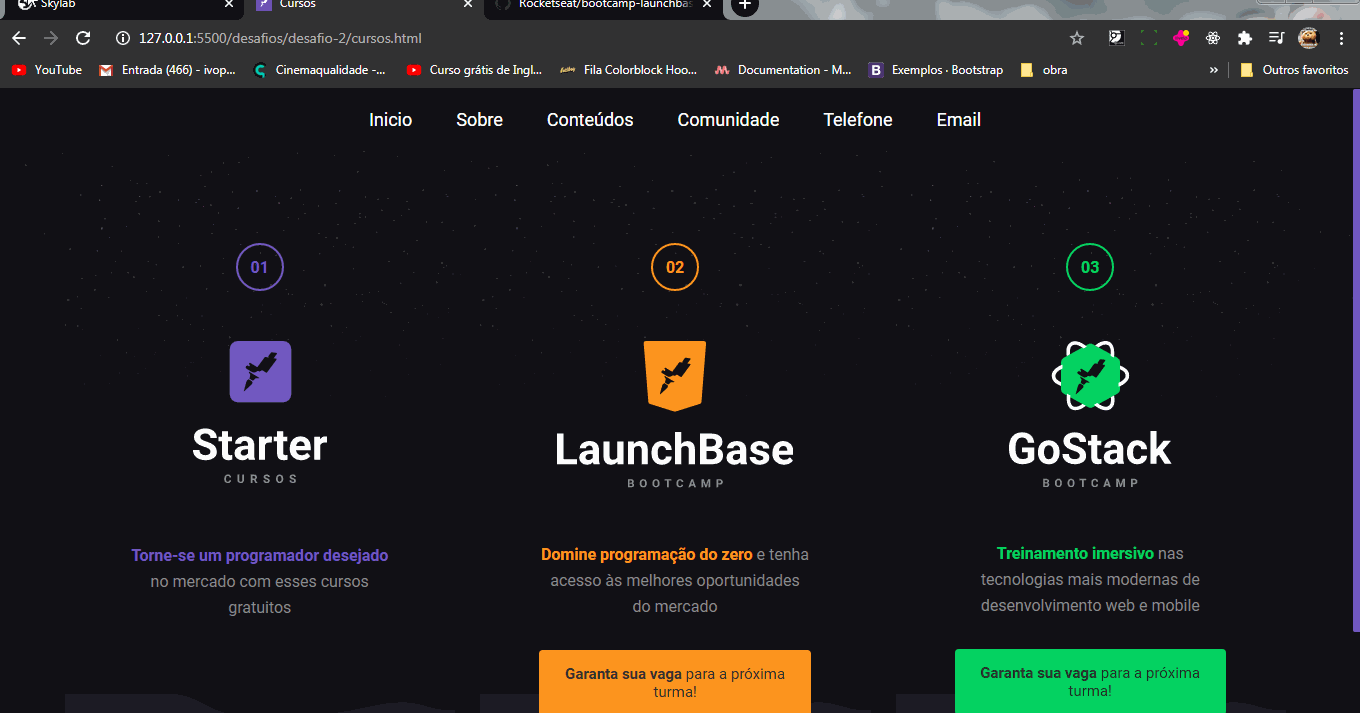 Skylab
Cursos
Rocketseat/bootcamp-launchbas
127.0.0.1:5500/desafios/desafio-2/cursos.html
YouTube
Entrada (466) - ivop...
Cinemaqualidade -...
Curso grátis de Ingl...
Fila Colorblock Hoo...
Documentation - M...
B
Exemplos · Bootstrap
obra
»
Outros favoritos
Inicio
Sobre
Conteúdos
Comunidade
Telefone
Email
01
02
03
Starter
CURSOS
LaunchBase
BOOTCAMP
GoStack
BOOTCAMP
Torne-se um programador desejado
no mercado com esses cursos
gratuitos
Domine programação do zero e tenha
acesso às melhores oportunidades
do mercado
Treinamento imersivo nas
tecnologias mais modernas de
desenvolvimento web e mobile
Garanta sua vaga para a próxima
turma!
Garanta sua vaga para a próxima
turma!